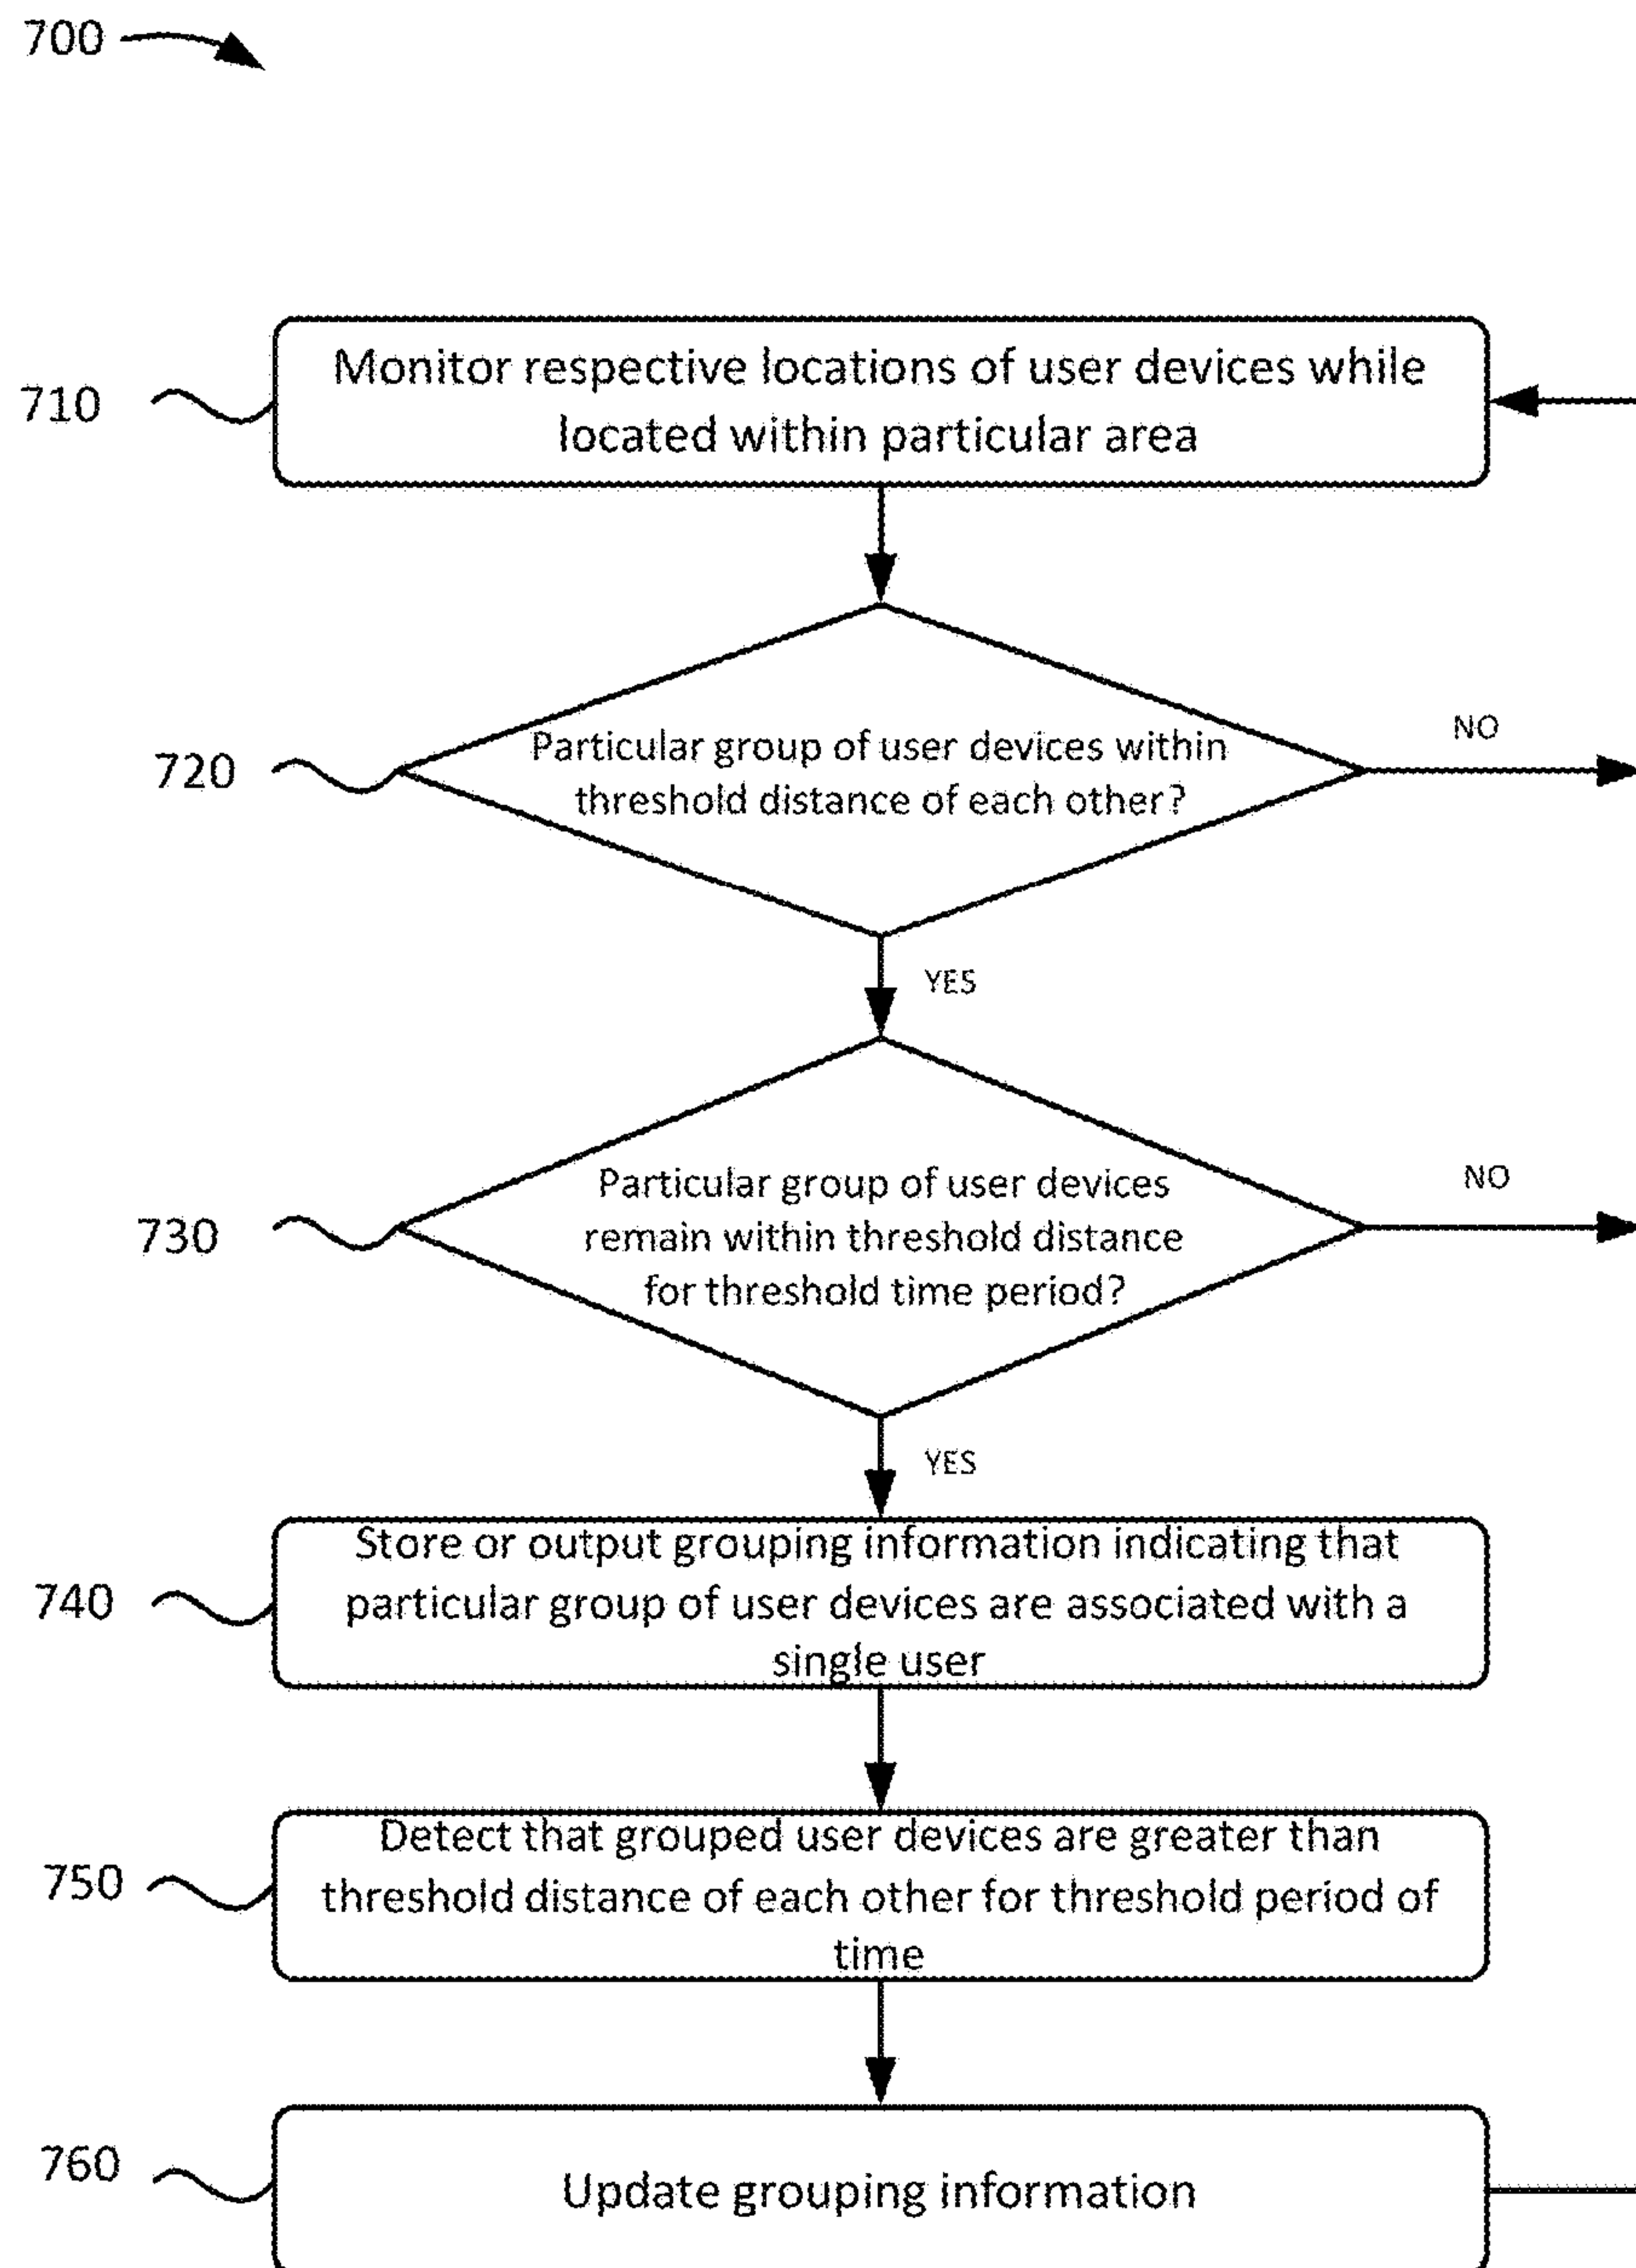 700
710
Monitor respective locations of user devices while
located within particular area
720
Particular group of user devices within
threshold distance of each other?
NO
YES
730
Particular group of user devices
remain within threshold distance
for threshold time period?
NO
YES
740
Store or output grouping information indicating that
particular group of user devices are associated with a
single user
750
Detect that grouped user devices are greater than
threshold distance of each other for threshold period of
time
760
Update grouping information